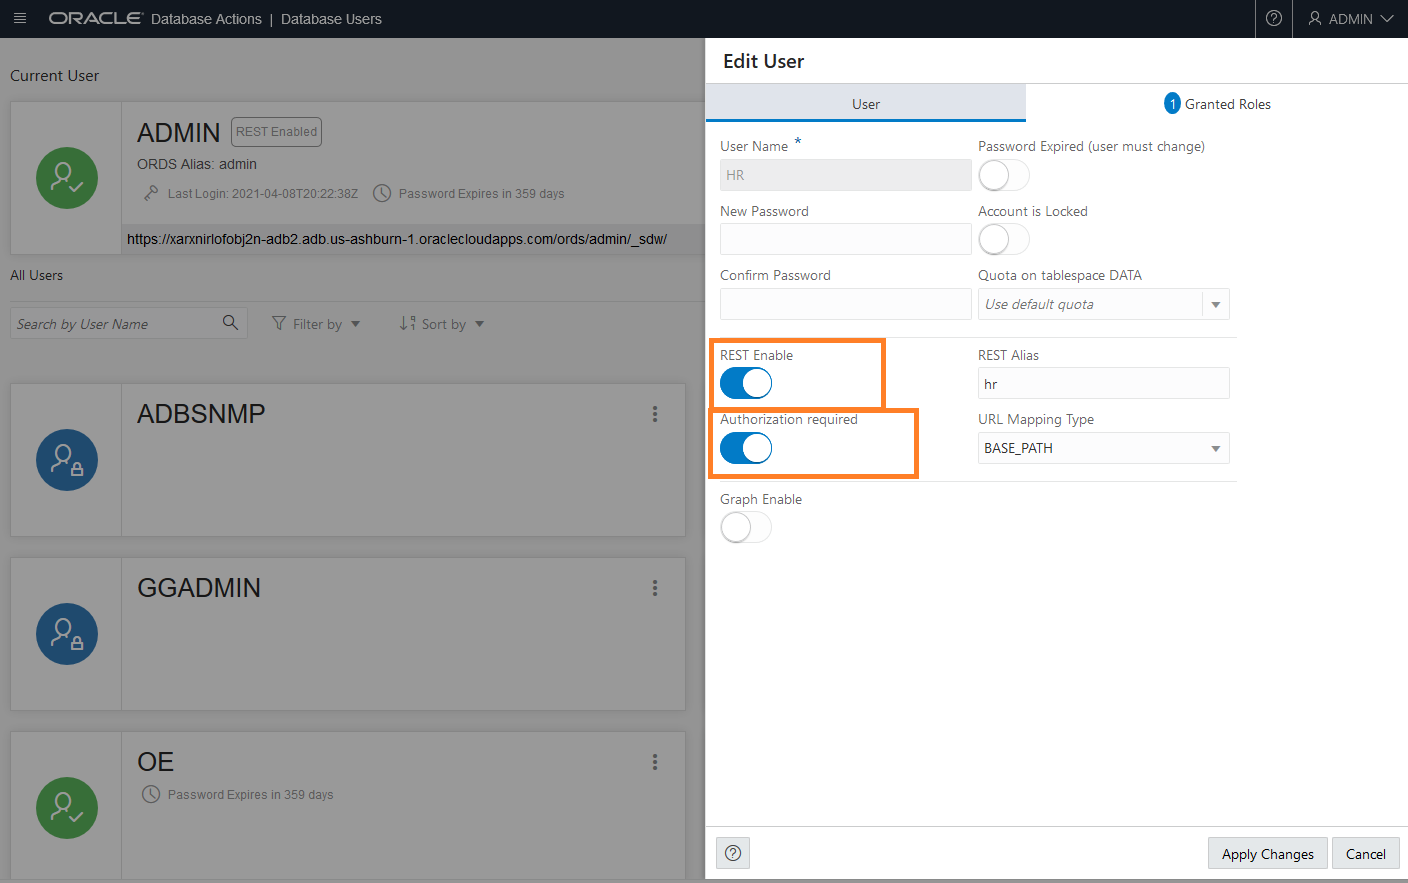 ORACLE Database Actions | Database Users
ADMIN
Current User
ADMIN REST Enabled
ORDS Alias: admin
Last Login: 2021-04-08T20:22:38Z Password Expires in 359 days
https://xarxnirlofobj2n-adb2.adb.us-ashburn-1.oraclecloudapps.com/ords/admin/_sdw/
All Users
Search by User Name Filter by Sort by
ADBSNMP
GGADMIN
OE
Password Expires in 359 days
Edit User
User 1 Granted Roles
User Name * Password Expired (user must change)
HR
New Password Account is Locked
Confirm Password Quota on tablespace DATA
Use default quota
REST Enable REST Alias
hr
Authorization required URL Mapping Type
BASE_PATH
Graph Enable
Apply Changes Cancel